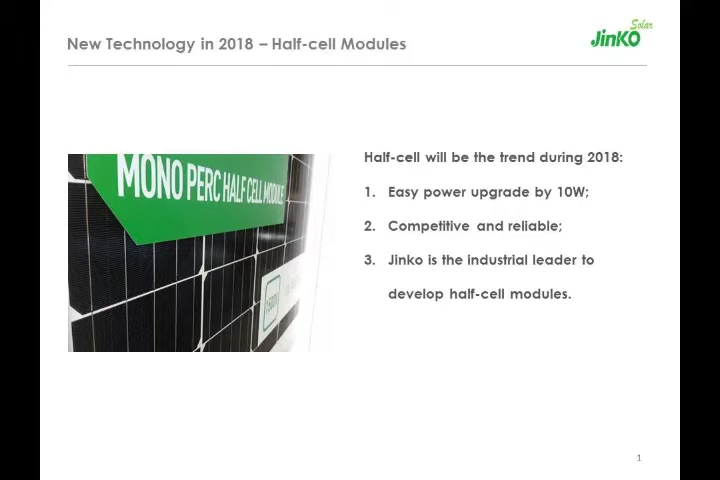 New Technology in 2018 – Half-cell Modules
Solar
JinKO
MONO PERC HALF CELL MODULE
Half-cell will be the trend during 2018:
1. Easy power upgrade by 10W;
2. Competitive and reliable;
3. Jinko is the industrial leader to
develop half-cell modules.
1